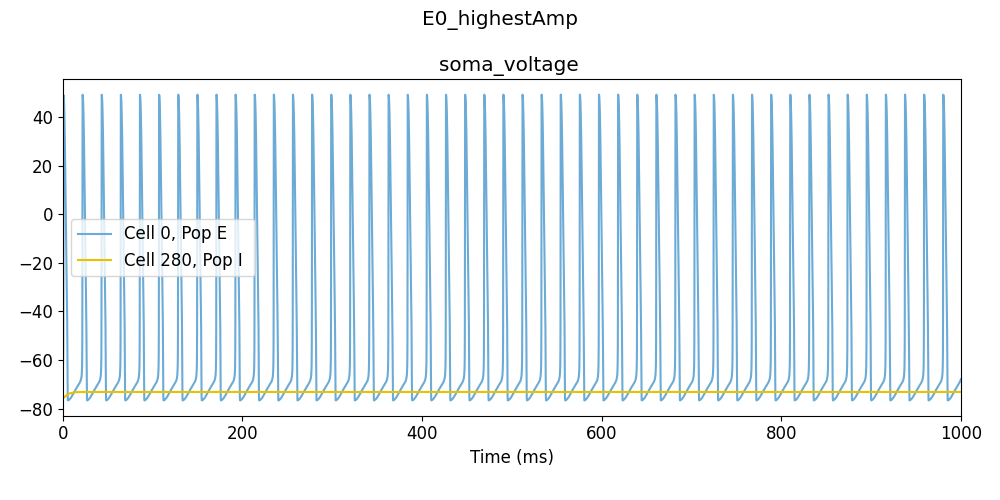 E0_highestAmp
soma_voltage
40
20
0
−20
−40
−60
−80
Cell 0, Pop E
Cell 280, Pop I
0 200 400 600 800 1000
Time (ms)